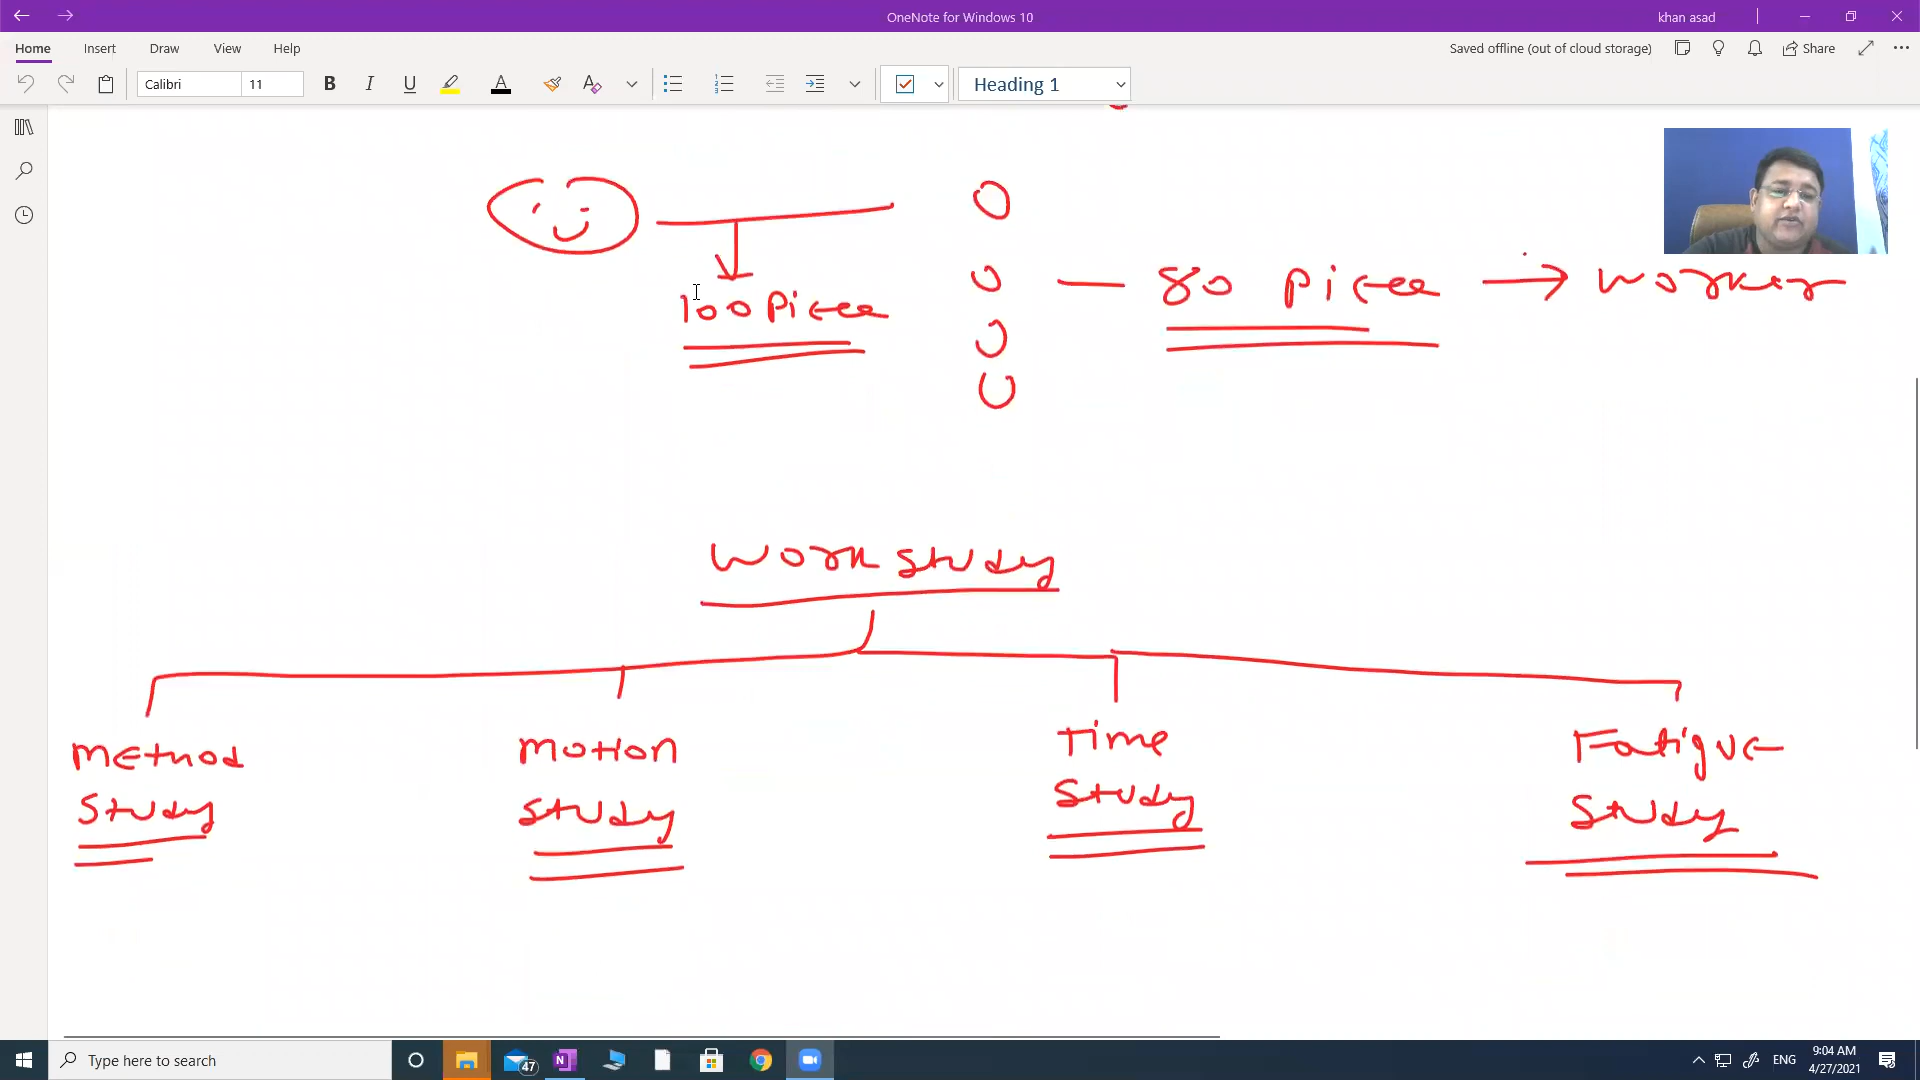 OneNote for Windows 10
khan asad
Home Insert Draw View Help
Saved offline (out of cloud storage)
Share
Calibri 11 B I U A A Heading 1
100 Piece
80 Piece → worker
Work study
method study
motion study
Time study
Fatigue study
Type here to search
47
N
ENG
9:04 AM
4/27/2021